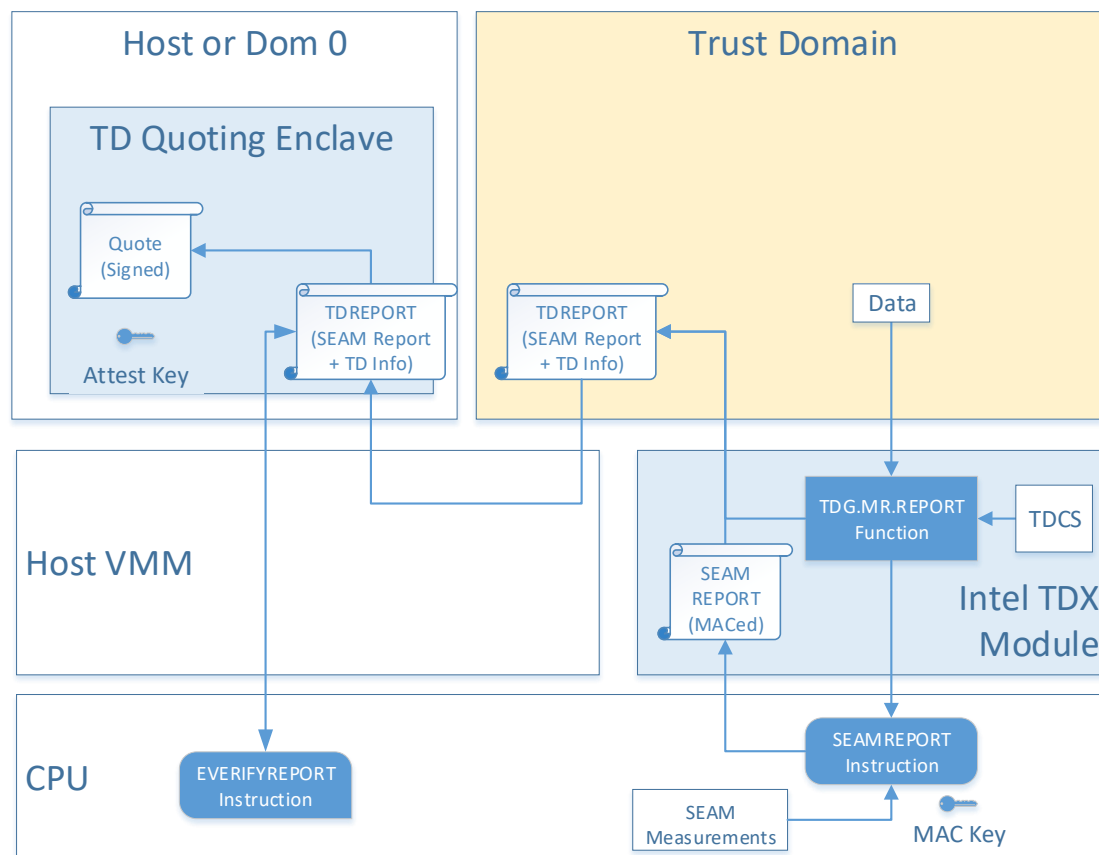 Host or Dom 0
Trust Domain
TD Quoting Enclave
Quote
(Signed)
Attest Key
TDREPORT
(SEAM Report
+ TD Info)
TDREPORT
(SEAM Report
+ TD Info)
Data
Host VMM
TDG.MR.REPORT
Function
TDCS
SEAM
REPORT
(MACed)
Intel TDX
Module
CPU
EVERIFYREPORT
Instruction
SEAMREPORT
Instruction
SEAM
Measurements
MAC Key